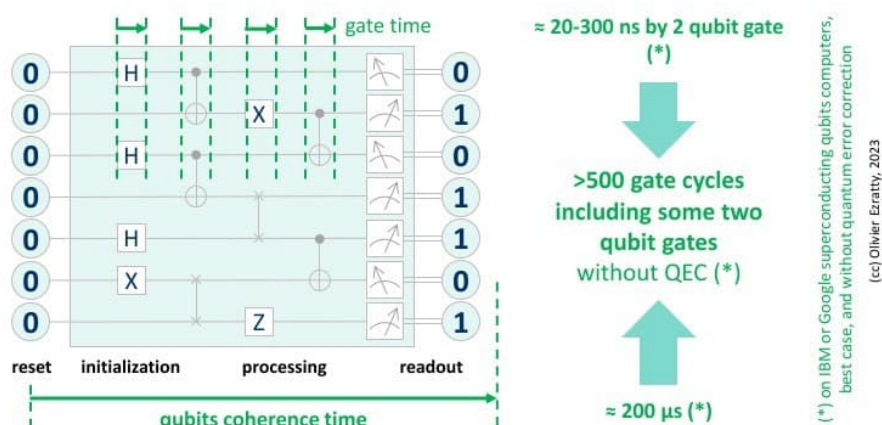 gate time
0 H 0
0 X 1
0 H 0
0 1
0 H 1
0 X 0
0 Z 1
reset initialization processing readout
qubits coherence time
≈ 20-300 ns by 2 qubit gate
(*)
>500 gate cycles
including some two
qubit gates
without QEC (*)
≈ 200 µs (*)
(*) on IBM or Google superconducting qubits computers,
best case, and without quantum error correction
(cc) Olivier Ezratty, 2023